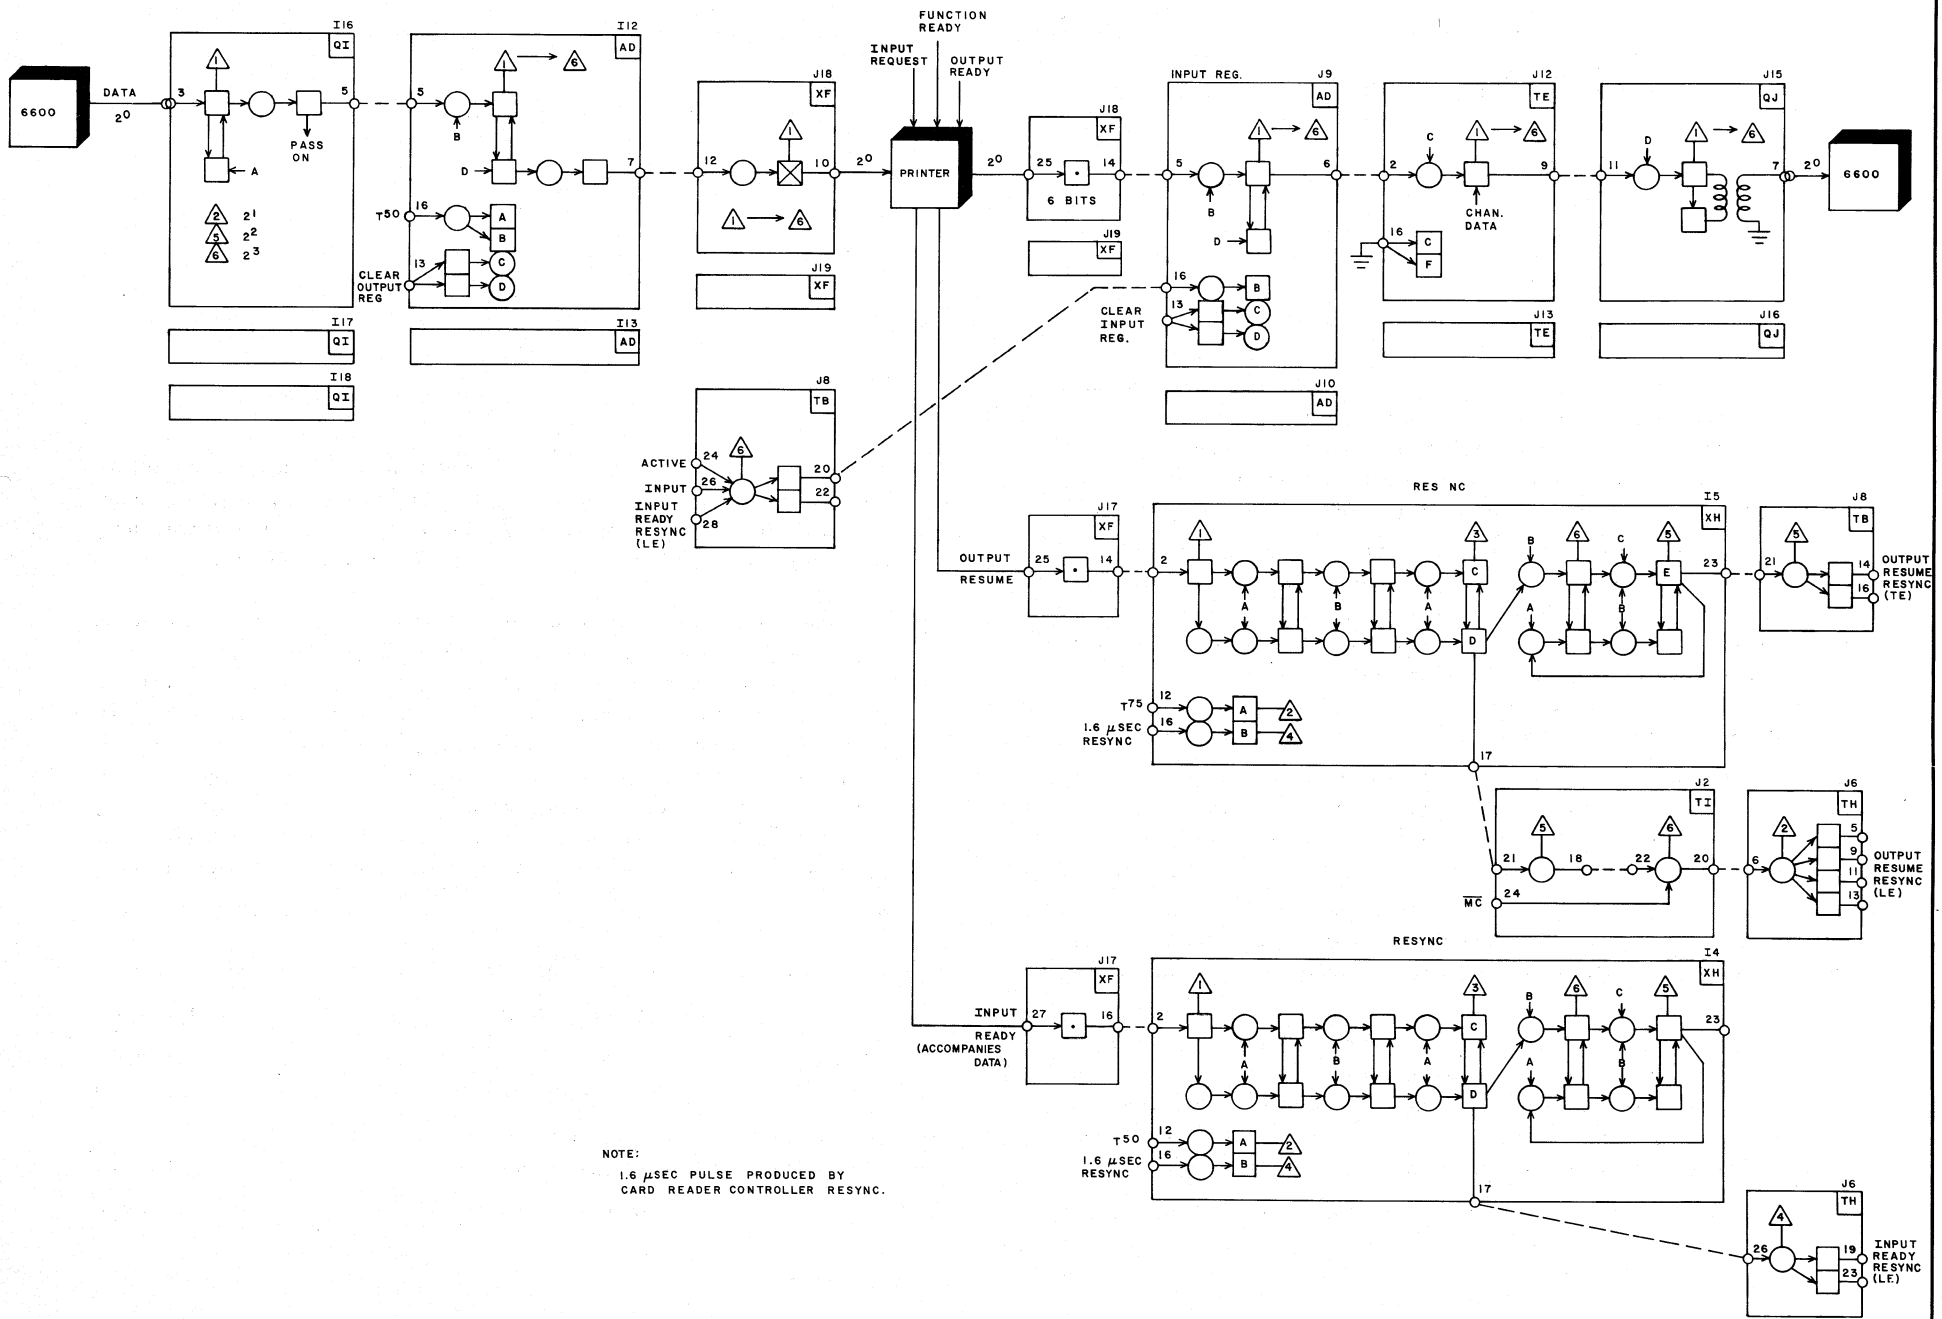 FUNCTION
READY
INPUT
REQUEST
OUTPUT
READY
6600
DATA
2⁰
I16
QI
3
1
5
PASS
ON
A
2 2¹
5 2²
6 2³
I17
QI
I18
QI
I12
AD
5
1
6
B
D
7
T⁵⁰
16
A
B
13
C
D
CLEAR
OUTPUT
REG
I13
AD
J18
XF
12
1
10
1
6
J19
XF
2⁰
PRINTER
2⁰
J18
XF
25
14
6 BITS
J19
XF
INPUT REG.
J9
AD
5
1
6
6
B
D
16
B
13
C
D
CLEAR
INPUT
REG.
J10
AD
J12
TE
C
1
6
2
9
CHAN.
DATA
16
C
F
J13
TE
J15
QJ
D
1
6
11
7
2⁰
6600
J16
QJ
J8
TB
6
ACTIVE
24
INPUT
26
INPUT
READY
RESYNC
(LE)
28
20
22
OUTPUT
RESUME
J17
XF
25
14
RES NC
I5
XH
2
1
3
6
5
A
B
A
C
D
B
A
C
B
E
23
T⁷⁵
12
A
2
1.6 µSEC
RESYNC
16
B
4
17
J8
TB
5
21
14
16
OUTPUT
RESUME
RESYNC
(TE)
J2
TI
5
6
21
18
22
20
M̅C̅
24
J6
TH
2
6
5
9
11
13
OUTPUT
RESUME
RESYNC
(LE)
INPUT
READY
(ACCOMPANIES
DATA)
J17
XF
27
16
RESYNC
I4
XH
2
1
3
6
5
A
B
A
C
D
B
A
C
B
23
T⁵⁰
12
A
2
1.6 µSEC
RESYNC
16
B
4
17
J6
TH
4
26
19
23
INPUT
READY
RESYNC
(LE)
NOTE:
1.6 µSEC PULSE PRODUCED BY
CARD READER CONTROLLER RESYNC.